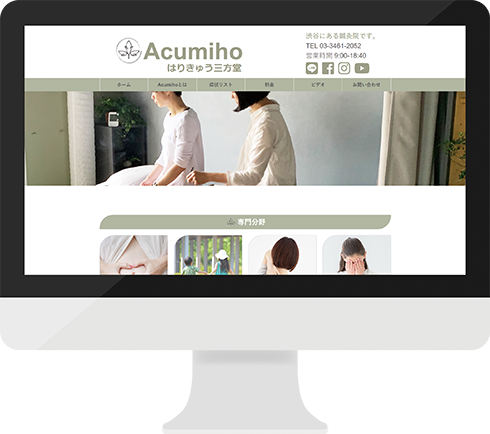 Acumiho
はりきゅう三方堂
渋谷にある鍼灸院です。
TEL 03-3461-2052
営業時間 9:00-18:40
ホーム
Acumihoとは
症状リスト
料金
ビデオ
お問い合わせ
専門分野